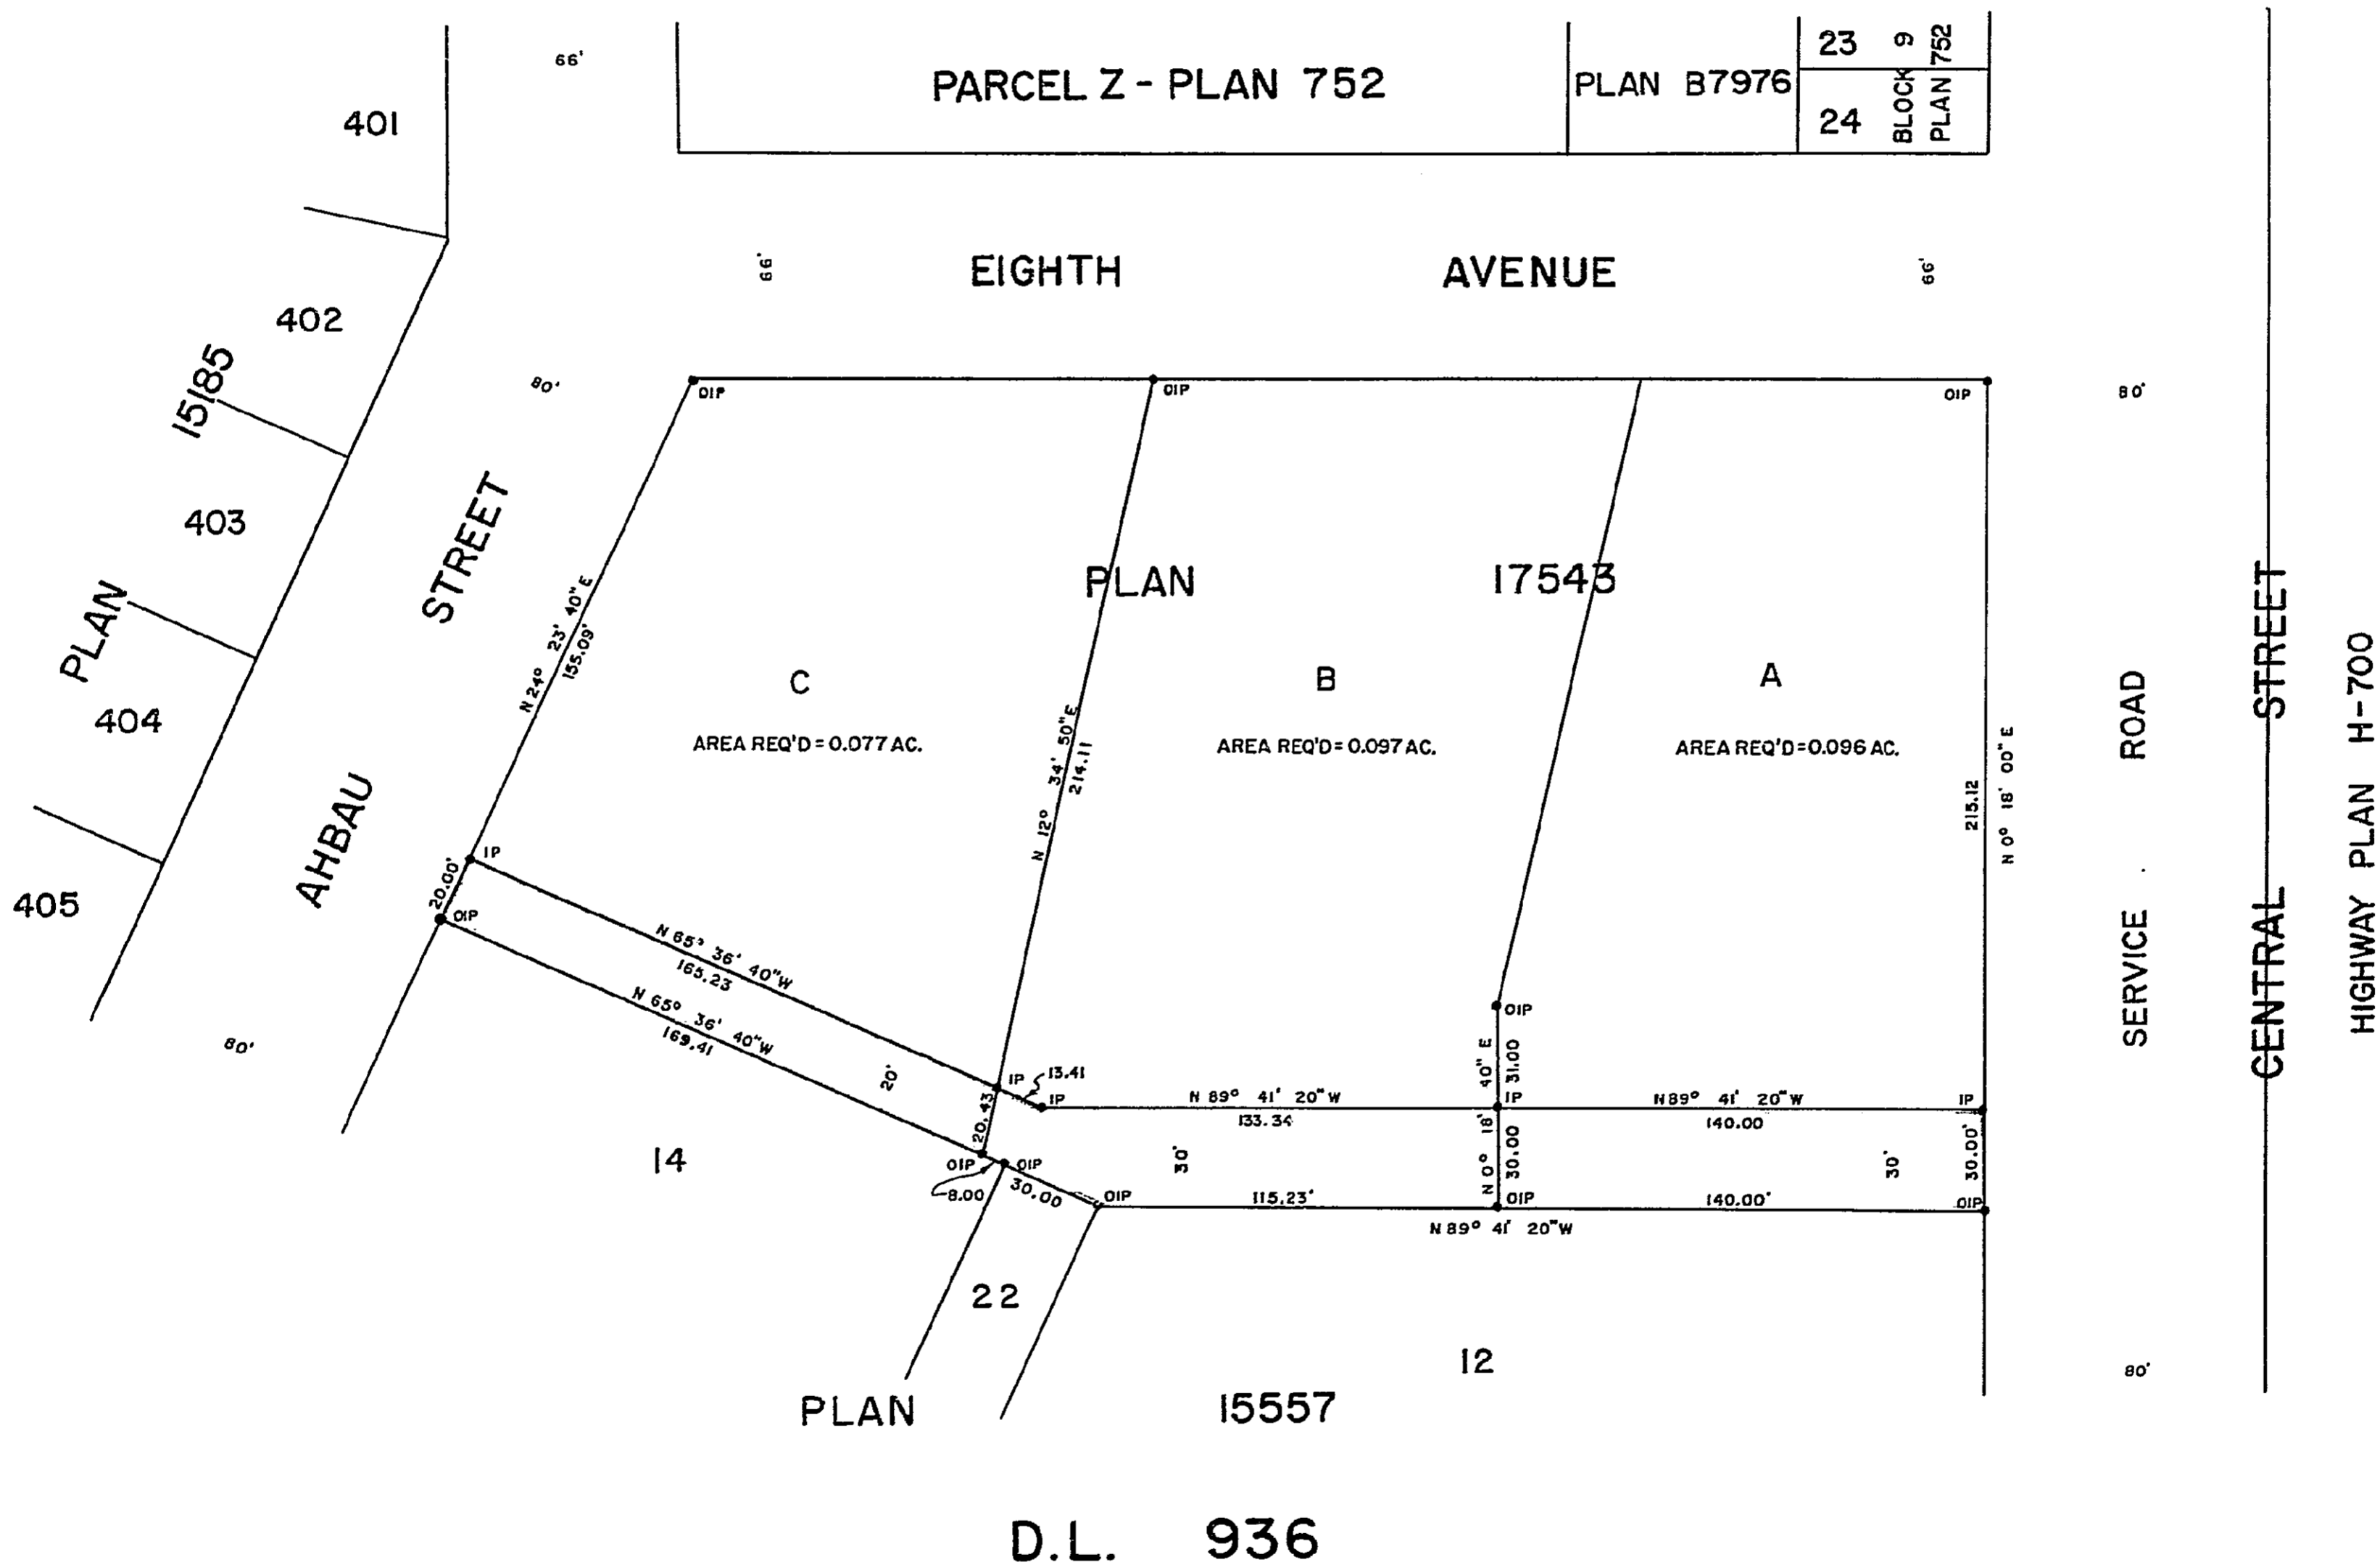 66'
PARCEL Z - PLAN 752
PLAN B7976
23
24
BLOCK 9
PLAN 752
401
402
403
404
405
PLAN 15185
66'
EIGHTH AVENUE
66'
80'
OIP
OIP
OIP
80'
AHBAU STREET
N 24° 23' 40" E
155.09'
PLAN 17543
C
AREA REQ'D = 0.077 AC.
N 12° 34' 50" E
214.11
B
AREA REQ'D = 0.097 AC.
A
AREA REQ'D = 0.096 AC.
215.12
N 0° 18' 00" E
SERVICE ROAD
CENTRAL STREET
HIGHWAY PLAN H-700
IP
20.00'
OIP
N 65° 36' 40" W
165.23
N 65° 36' 40" W
169.41
20'
80'
IP
13.41
IP
20.43
OIP
OIP
8.00
30.00
OIP
N 89° 41' 20" W
133.34
OIP
31.00
IP
N 0° 18' 40" E
30.00
OIP
N 89° 41' 20" W
140.00
IP
30'
30'
30.00'
OIP
115.23'
140.00'
N 89° 41' 20" W
14
22
12
PLAN 15557
80'
D.L. 936